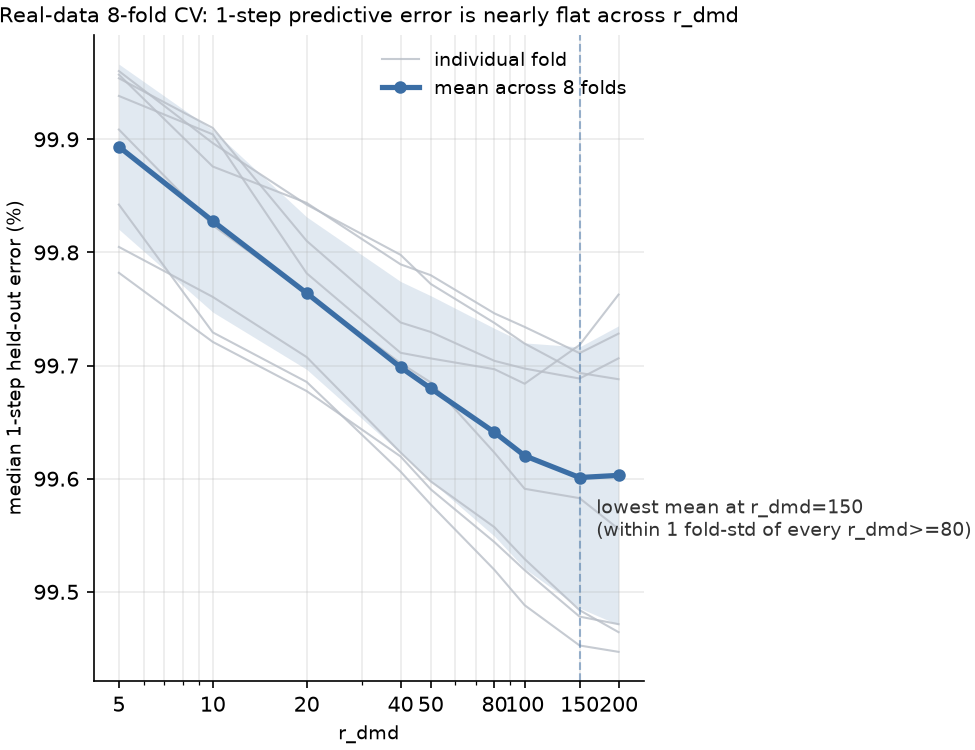 Real-data 8-fold CV: 1-step predictive error is nearly flat across r_dmd
individual fold
mean across 8 folds
99.9
99.8
99.7
99.6
99.5
median 1-step held-out error (%)
lowest mean at r_dmd=150
(within 1 fold-std of every r_dmd>=80)
5 10 20 40 50 80 100 150 200
r_dmd